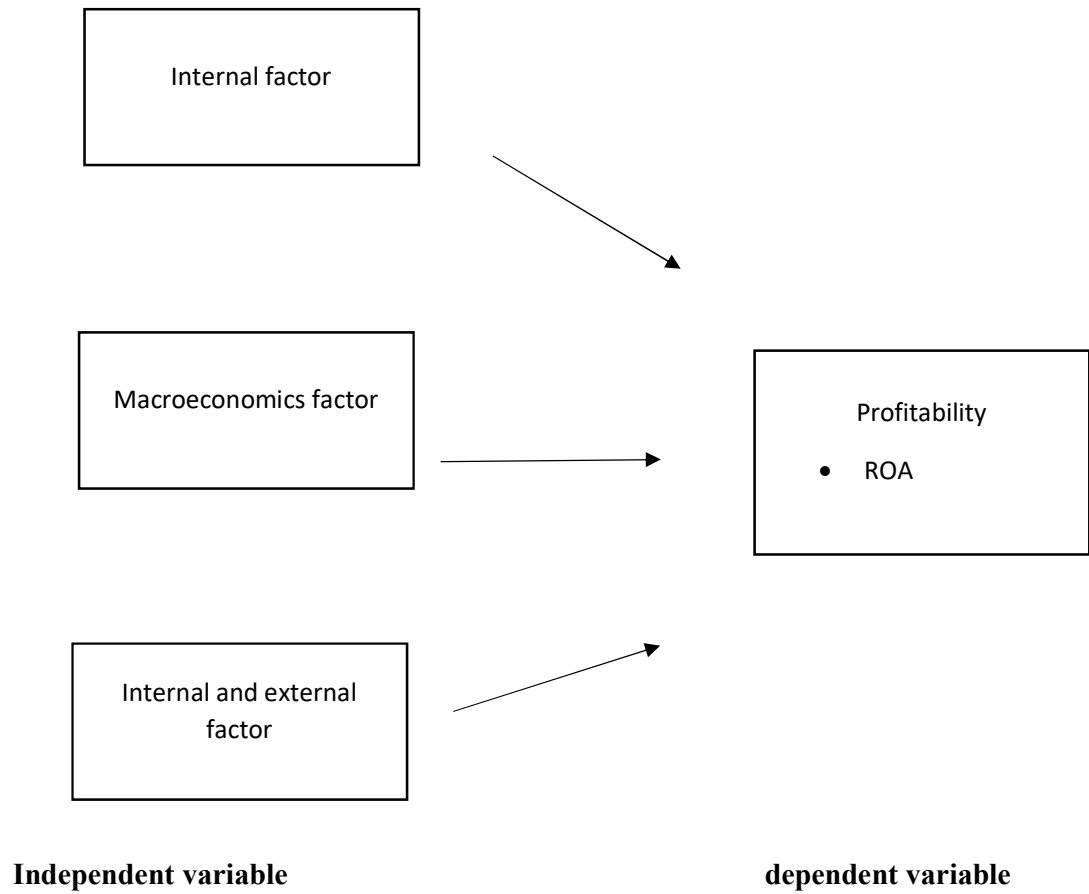 Internal factor
Macroeconomics factor
Profitability
• ROA
Internal and external
factor
Independent variable
dependent variable